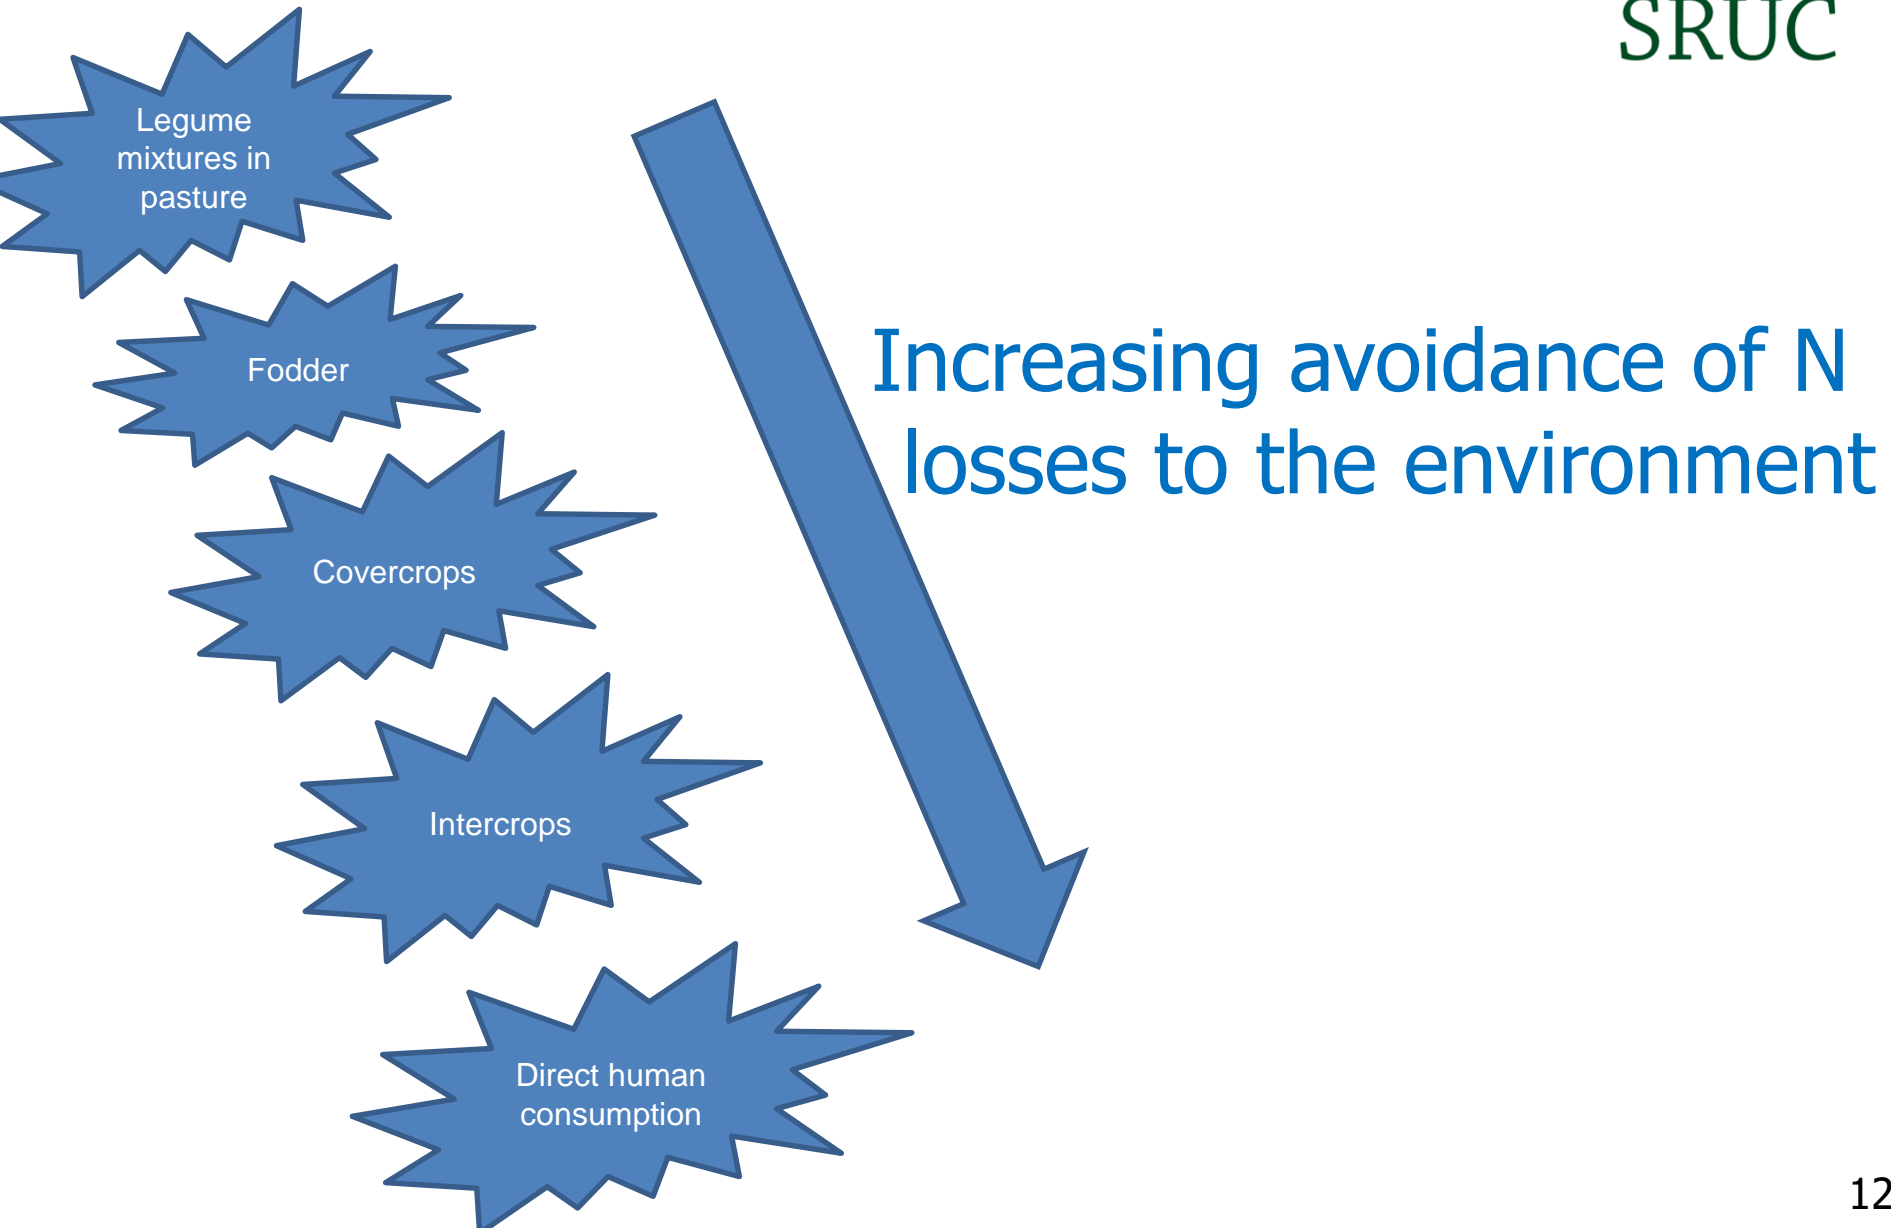 SRUC
Legume
mixtures in
pasture
Fodder
Increasing avoidance of N
losses to the environment
Covercrops
Intercrops
Direct human
consumption
12